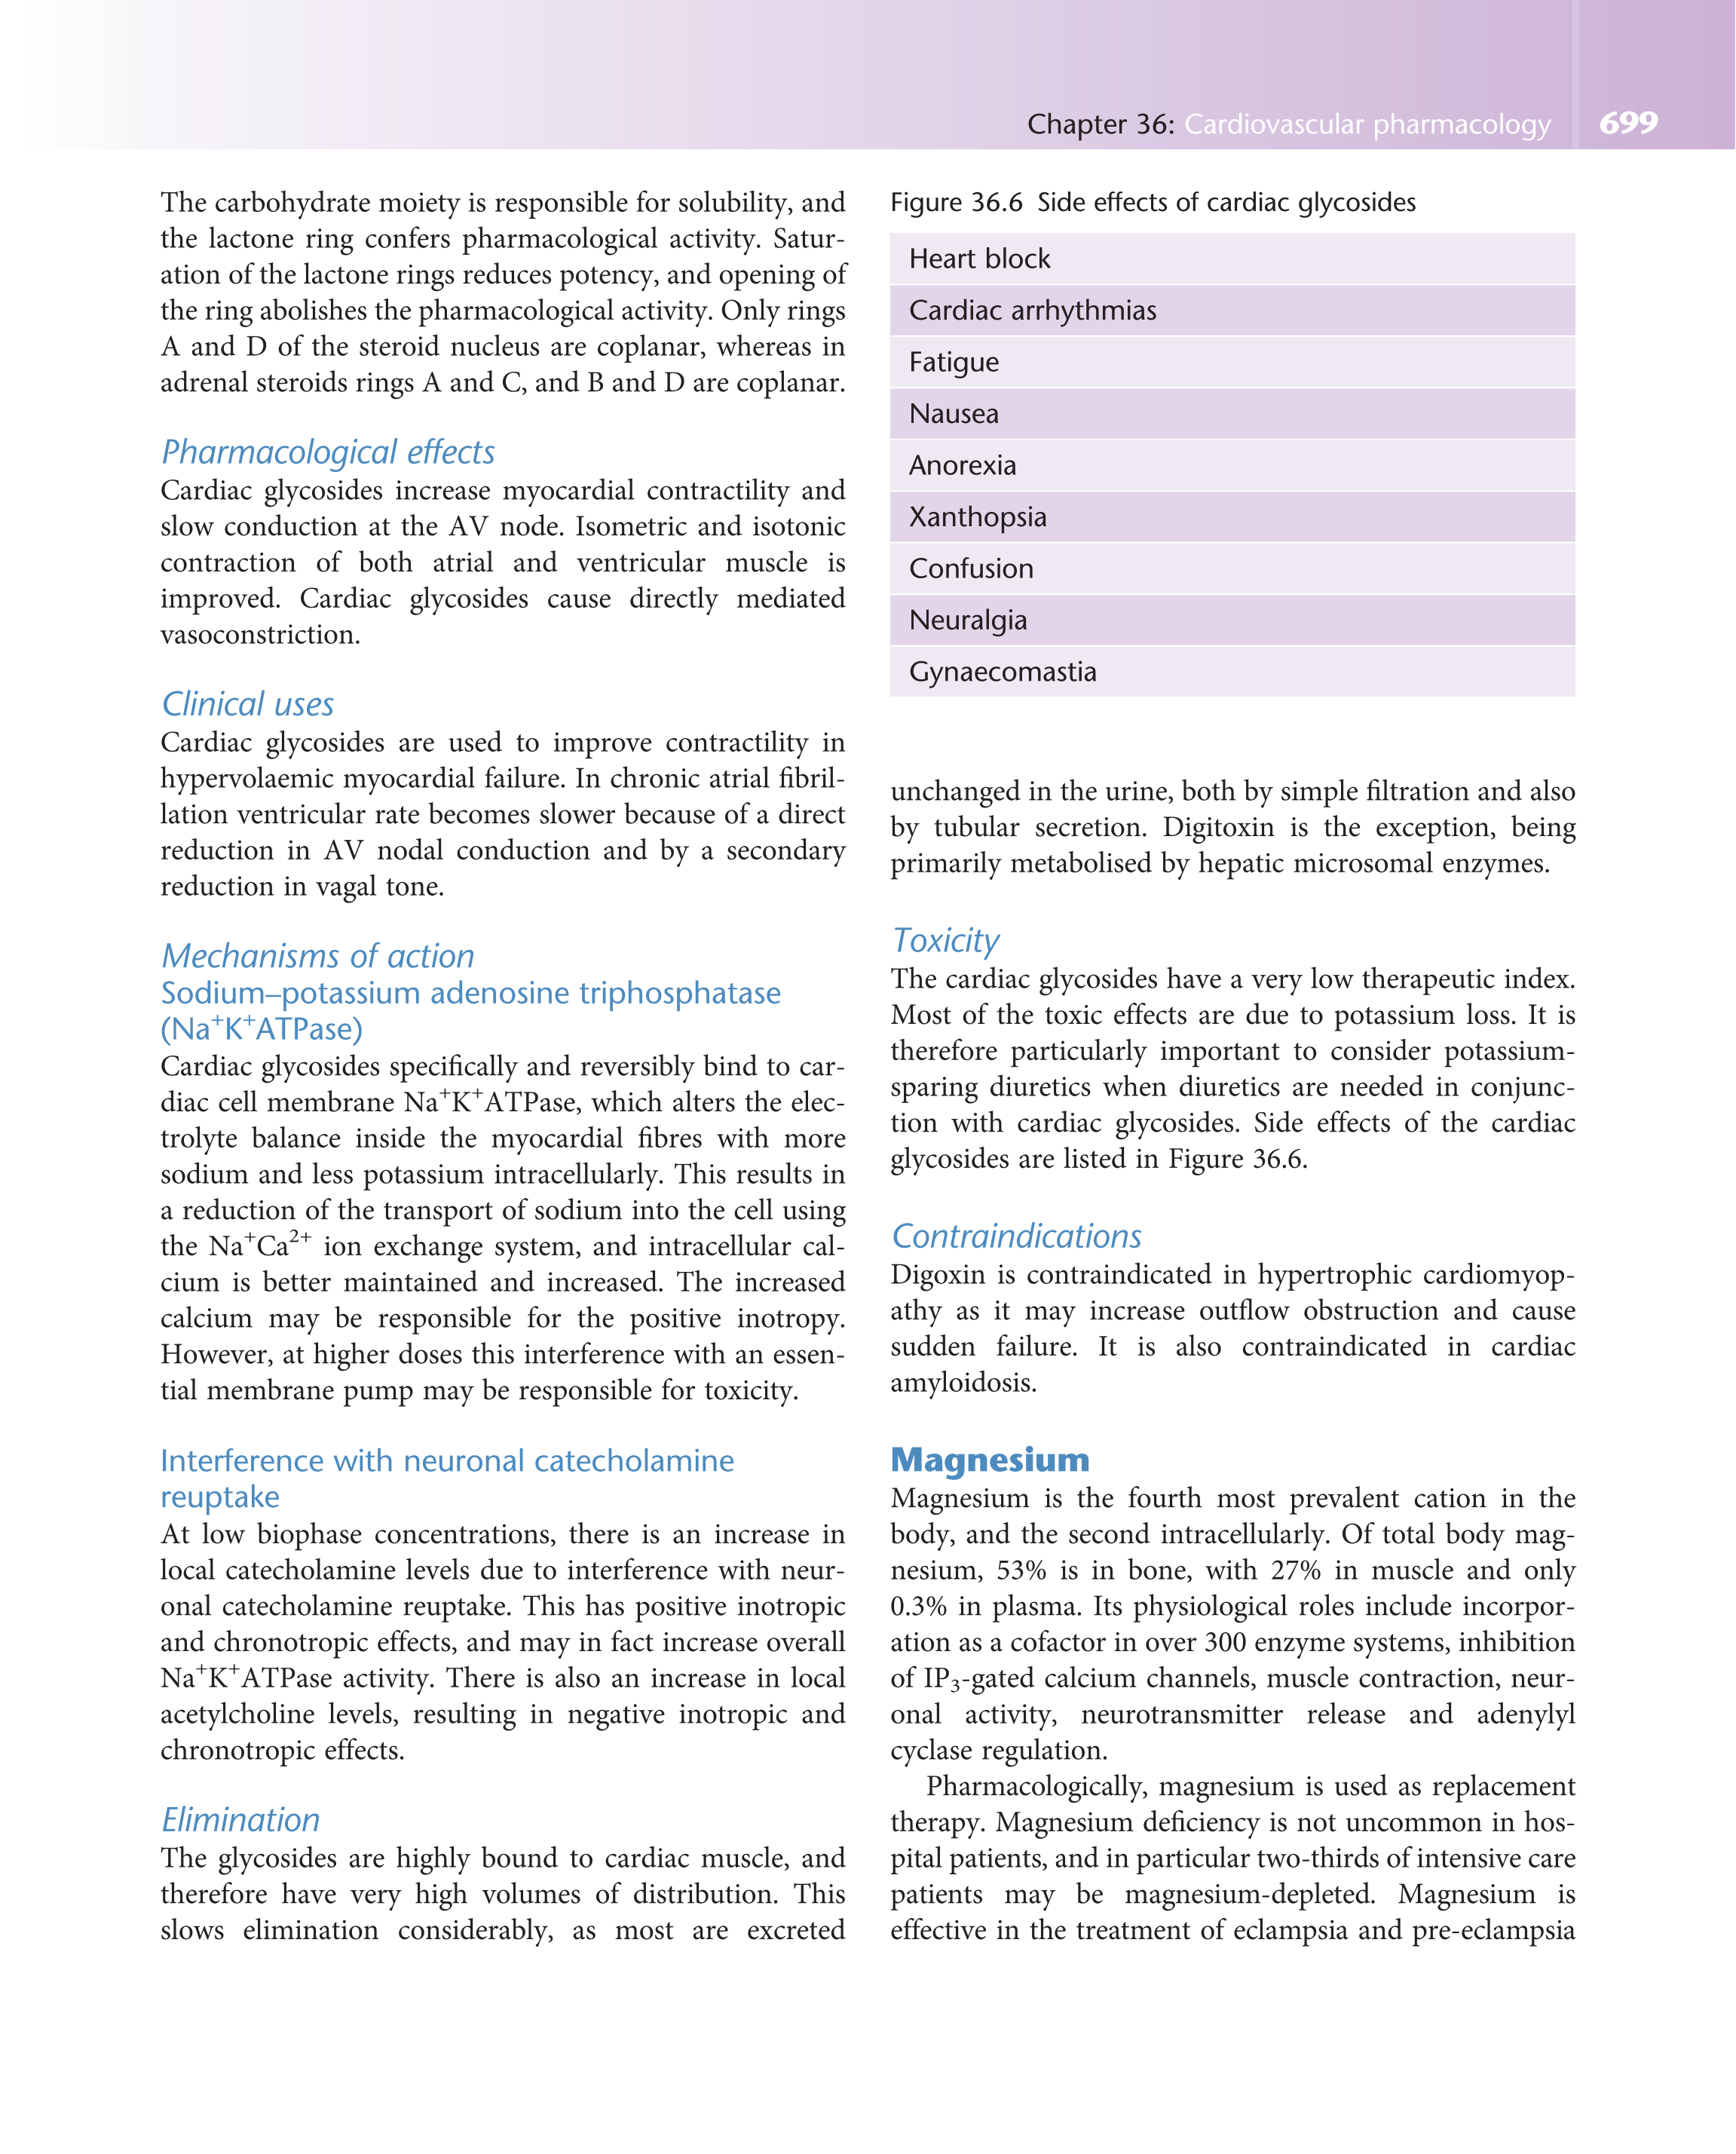 Chapter 36: Cardiovascular pharmacology 699
The carbohydrate moiety is responsible for solubility, and
the lactone ring confers pharmacological activity. Satur-
ation of the lactone rings reduces potency, and opening of
the ring abolishes the pharmacological activity. Only rings
A and D of the steroid nucleus are coplanar, whereas in
adrenal steroids rings A and C, and B and D are coplanar.
Pharmacological effects
Cardiac glycosides increase myocardial contractility and
slow conduction at the AV node. Isometric and isotonic
contraction of both atrial and ventricular muscle is
improved. Cardiac glycosides cause directly mediated
vasoconstriction.
Clinical uses
Cardiac glycosides are used to improve contractility in
hypervolaemic myocardial failure. In chronic atrial fibril-
lation ventricular rate becomes slower because of a direct
reduction in AV nodal conduction and by a secondary
reduction in vagal tone.
Mechanisms of action
Sodium–potassium adenosine triphosphatase
(Na⁺K⁺ATPase)
Cardiac glycosides specifically and reversibly bind to car-
diac cell membrane Na⁺K⁺ATPase, which alters the elec-
trolyte balance inside the myocardial fibres with more
sodium and less potassium intracellularly. This results in
a reduction of the transport of sodium into the cell using
the Na⁺Ca²⁺ ion exchange system, and intracellular cal-
cium is better maintained and increased. The increased
calcium may be responsible for the positive inotropy.
However, at higher doses this interference with an essen-
tial membrane pump may be responsible for toxicity.
Interference with neuronal catecholamine
reuptake
At low biophase concentrations, there is an increase in
local catecholamine levels due to interference with neur-
onal catecholamine reuptake. This has positive inotropic
and chronotropic effects, and may in fact increase overall
Na⁺K⁺ATPase activity. There is also an increase in local
acetylcholine levels, resulting in negative inotropic and
chronotropic effects.
Elimination
The glycosides are highly bound to cardiac muscle, and
therefore have very high volumes of distribution. This
slows elimination considerably, as most are excreted
Figure 36.6 Side effects of cardiac glycosides
Heart block
Cardiac arrhythmias
Fatigue
Nausea
Anorexia
Xanthopsia
Confusion
Neuralgia
Gynaecomastia
unchanged in the urine, both by simple filtration and also
by tubular secretion. Digitoxin is the exception, being
primarily metabolised by hepatic microsomal enzymes.
Toxicity
The cardiac glycosides have a very low therapeutic index.
Most of the toxic effects are due to potassium loss. It is
therefore particularly important to consider potassium-
sparing diuretics when diuretics are needed in conjunc-
tion with cardiac glycosides. Side effects of the cardiac
glycosides are listed in Figure 36.6.
Contraindications
Digoxin is contraindicated in hypertrophic cardiomyop-
athy as it may increase outflow obstruction and cause
sudden failure. It is also contraindicated in cardiac
amyloidosis.
Magnesium
Magnesium is the fourth most prevalent cation in the
body, and the second intracellularly. Of total body mag-
nesium, 53% is in bone, with 27% in muscle and only
0.3% in plasma. Its physiological roles include incorpor-
ation as a cofactor in over 300 enzyme systems, inhibition
of IP₃-gated calcium channels, muscle contraction, neur-
onal activity, neurotransmitter release and adenylyl
cyclase regulation.
Pharmacologically, magnesium is used as replacement
therapy. Magnesium deficiency is not uncommon in hos-
pital patients, and in particular two-thirds of intensive care
patients may be magnesium-depleted. Magnesium is
effective in the treatment of eclampsia and pre-eclampsia